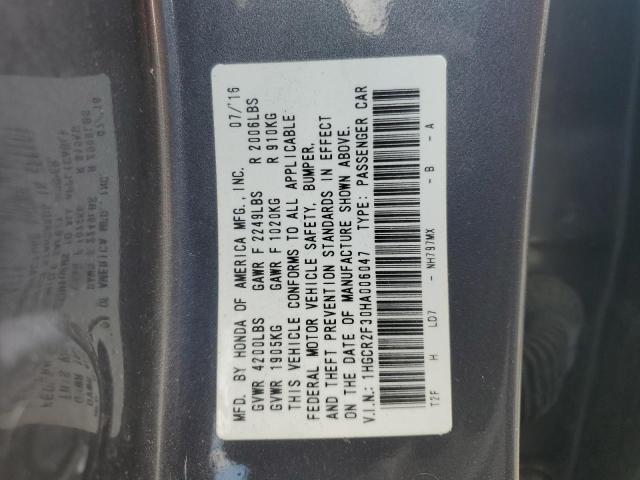 MFD. BY HONDA OF AMERICA MFG., INC. 07/'16
GVWR 4200LBS GAWR F 2249LBS R 2006LBS
GVWR 1905KG GAWR F 1020KG R 910KG
THIS VEHICLE CONFORMS TO ALL APPLICABLE
FEDERAL MOTOR VEHICLE SAFETY, BUMPER,
AND THEFT PREVENTION STANDARDS IN EFFECT
ON THE DATE OF MANUFACTURE SHOWN ABOVE.
V.I.N.: 1HGCR2F30HA006047 TYPE: PASSENGER CAR
T2F H LD7 - NH797MX - B - A